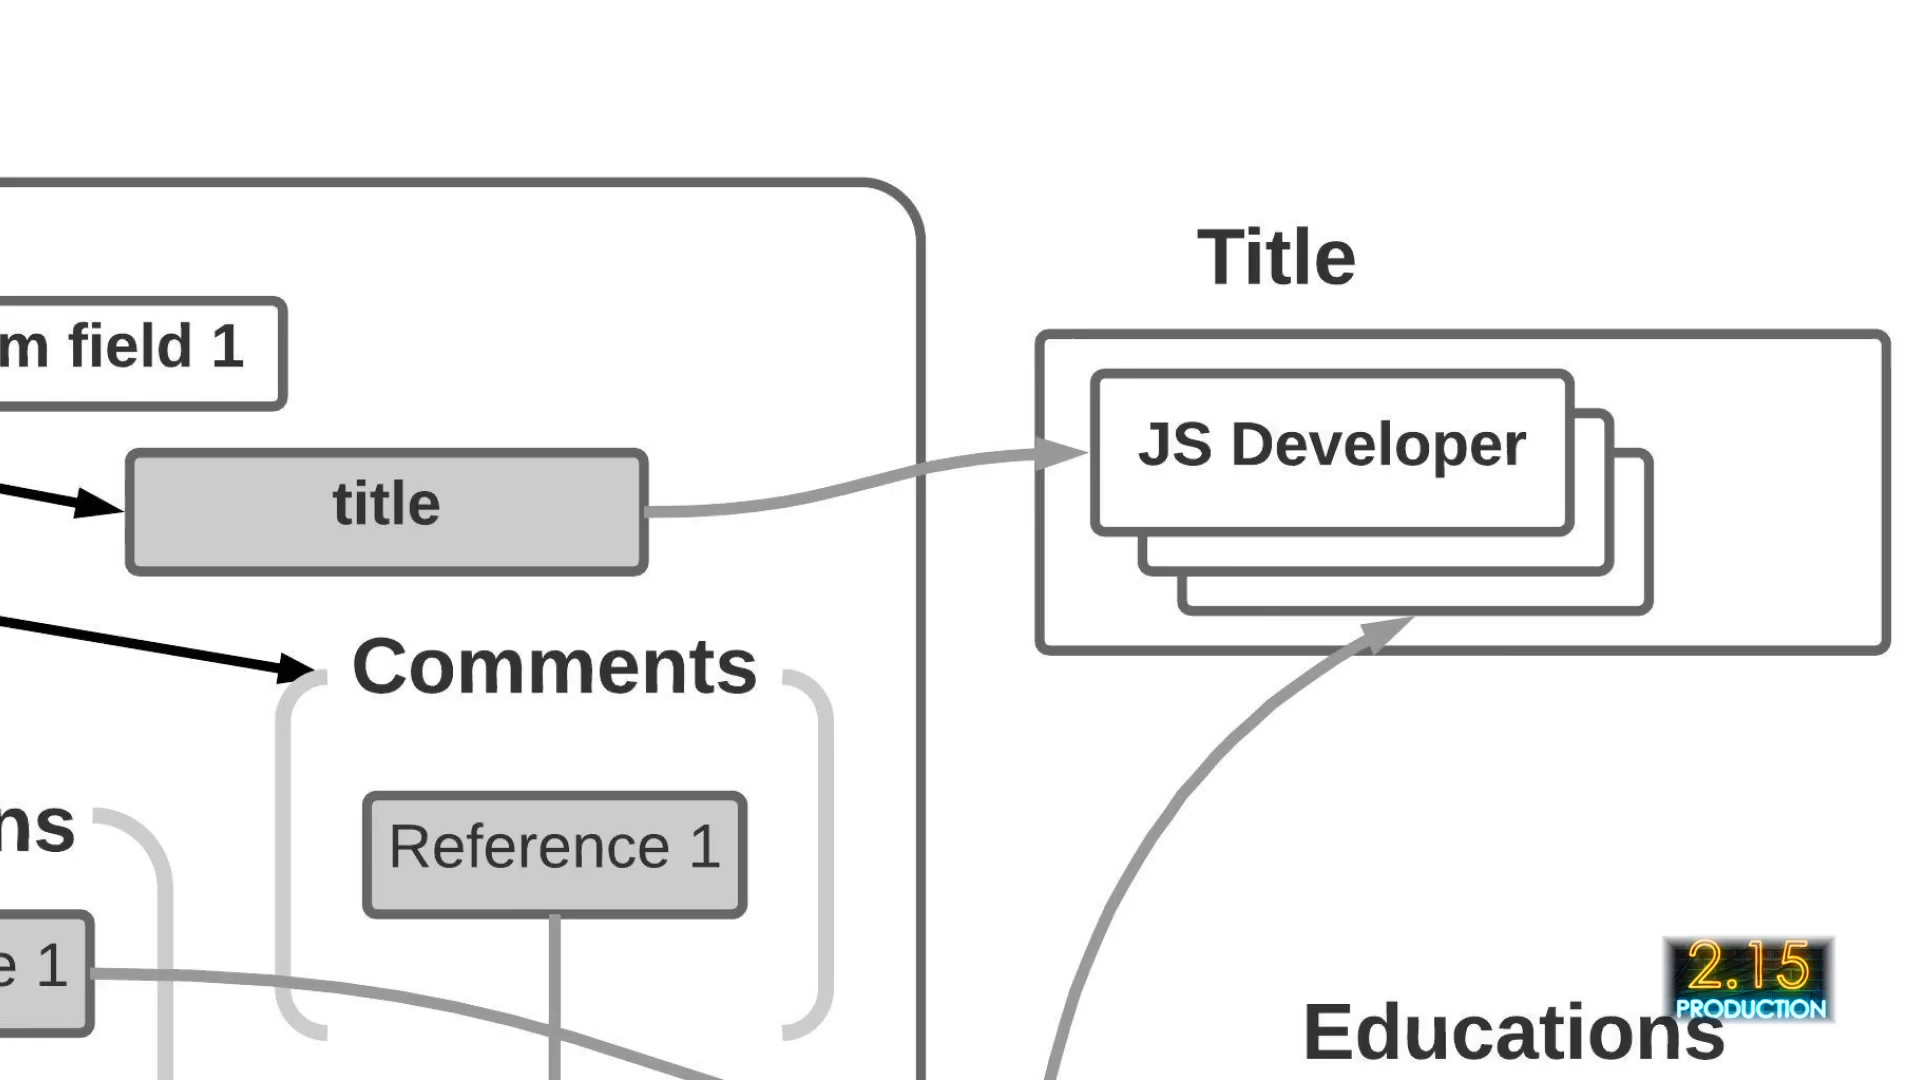 Title
m field 1
JS Developer
title
Comments
ns
Reference 1
e 1
Educations
2.15
PRODUCTION